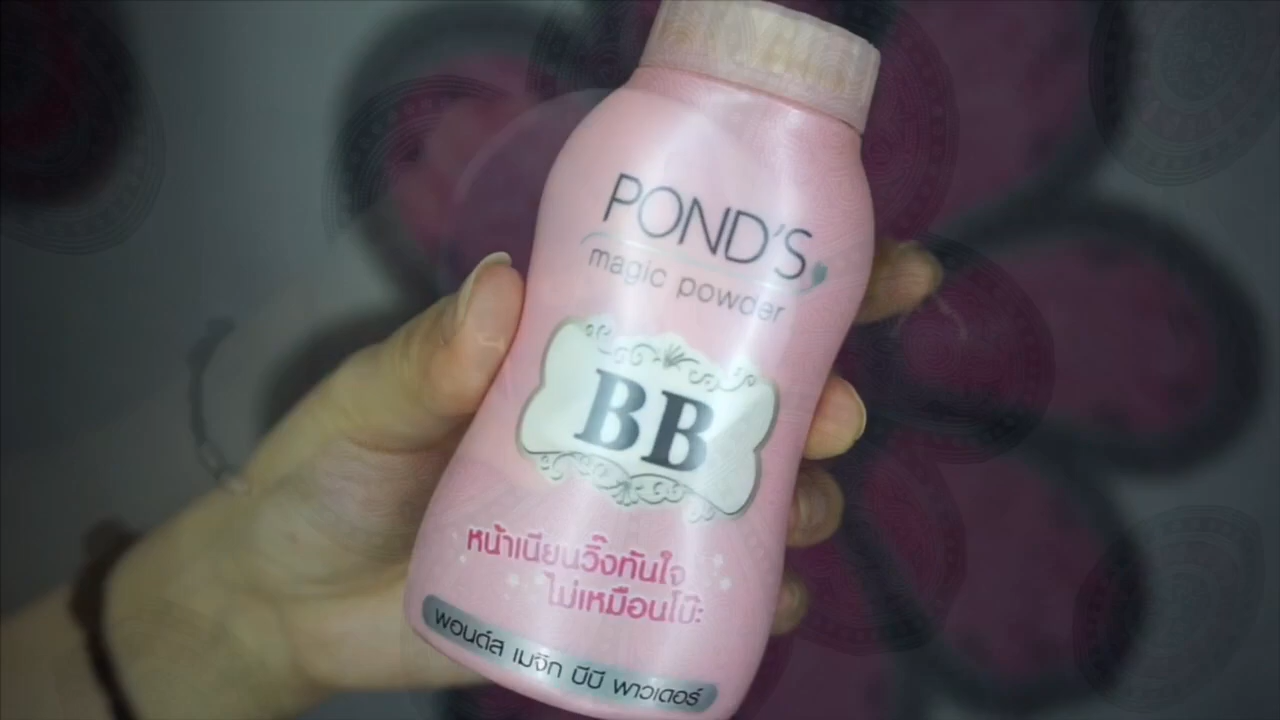 POND'S
magic powder
BB
หน้าเนียนวิ๊งทันใจ
ไม่เหมือนโบ๊ะ
พอนด์ส เมจิก บีบี พาวเดอร์